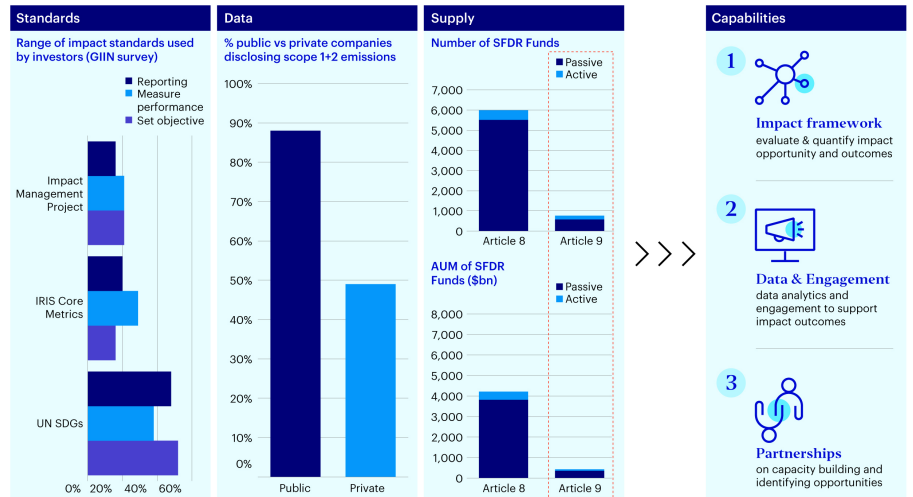 Standards
Range of impact standards used
by investors (GIIN survey)
Reporting
Measure
performance
Set objective
Impact
Management
Project
IRIS Core
Metrics
UN SDGs
0% 20% 40% 60%
Data
% public vs private companies
disclosing scope 1+2 emissions
100%
90%
80%
70%
60%
50%
40%
30%
20%
10%
0%
Public Private
Supply
Number of SFDR Funds
Passive
Active
7,000
6,000
5,000
4,000
3,000
2,000
1,000
0
Article 8 Article 9
AUM of SFDR
Funds ($bn)
Passive
Active
8,000
7,000
6,000
5,000
4,000
3,000
2,000
1,000
0
Article 8 Article 9
Capabilities
1
Impact framework
evaluate & quantify impact
opportunity and outcomes
2
Data & Engagement
data analytics and
engagement to support
impact outcomes
3
Partnerships
on capacity building and
identifying opportunities